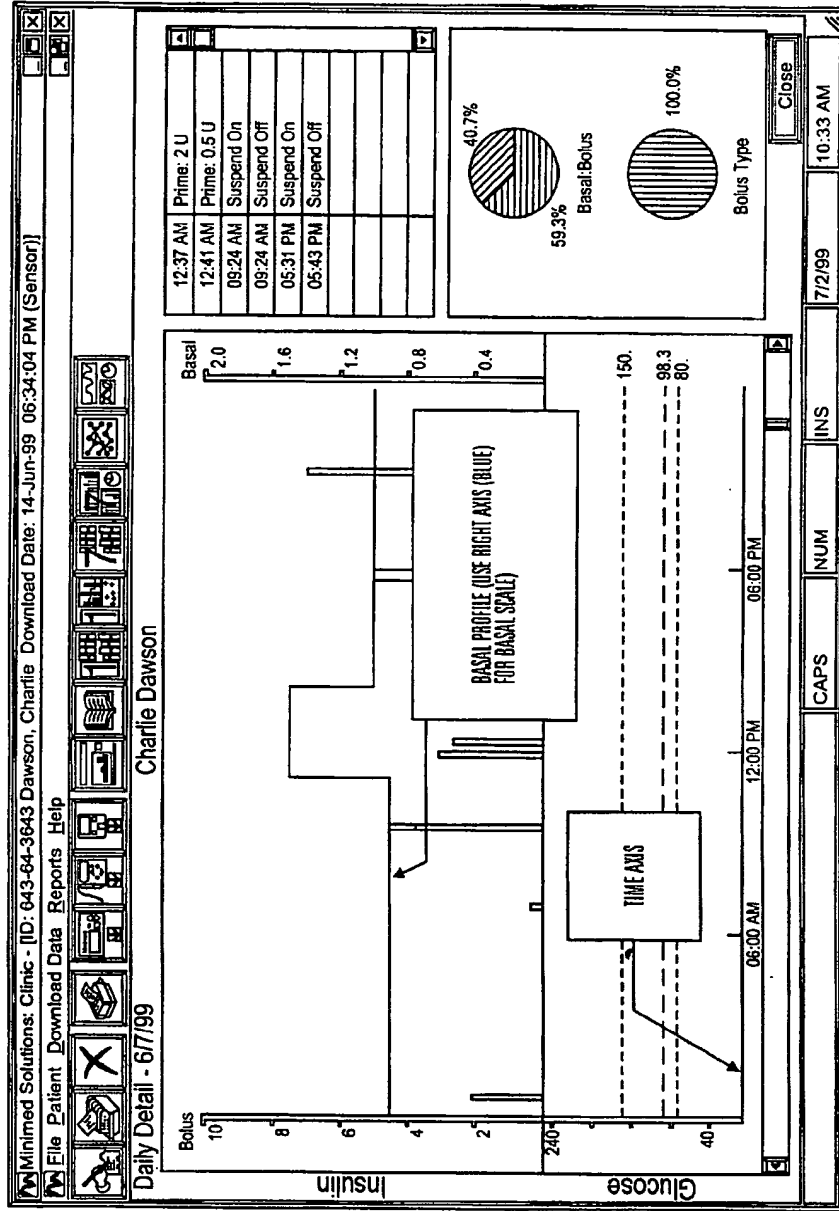 Minimed Solutions: Clinic - [ID: 643-64-3643 Dawson, Charlie Download Date: 14-Jun-99 06:34:04 PM (Sensor)]
File Patient Download Data Reports Help
Daily Detail - 6/7/99
Charlie Dawson
Bolus
10
8
6
4
2
Insulin
Basal
2.0
1.6
1.2
0.8
0.4
BASAL PROFILE (USE RIGHT AXIS (BLUE)
FOR BASAL SCALE)
240
40
Glucose
TIME AXIS
150.
98.3
80.
06:00 AM
12:00 PM
06:00 PM
12:37 AM Prime: 2 U
12:41 AM Prime: 0.5 U
09:24 AM Suspend On
09:24 AM Suspend Off
05:31 PM Suspend On
05:43 PM Suspend Off
40.7%
59.3%
Basal:Bolus
100.0%
Bolus Type
Close
CAPS NUM INS 7/2/99 10:33 AM